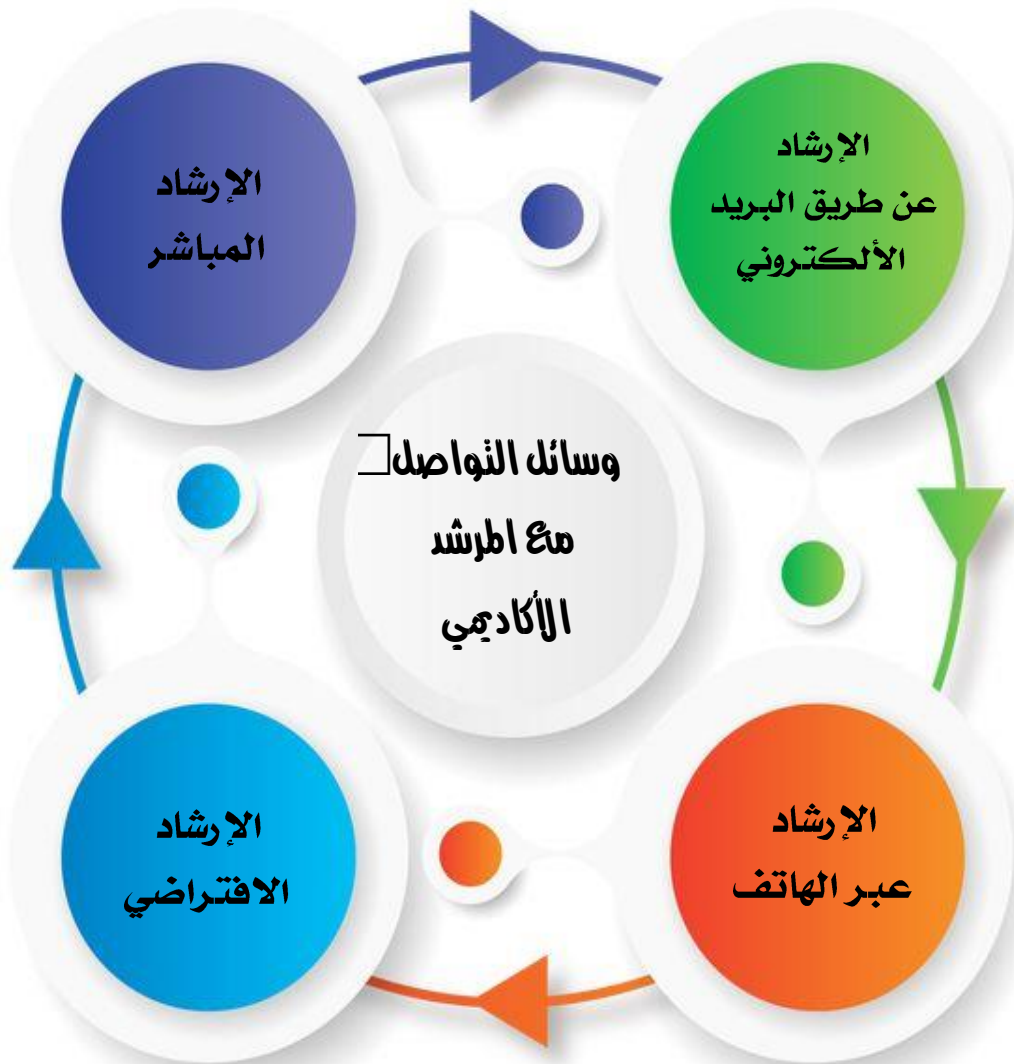 الإرشاد
المباشر
الإرشاد
عن طريق البريد
الألكتروني
وسائل التواصل
مع المرشد
الأكاديمي
الإرشاد
الافتراضي
الإرشاد
عبر الهاتف